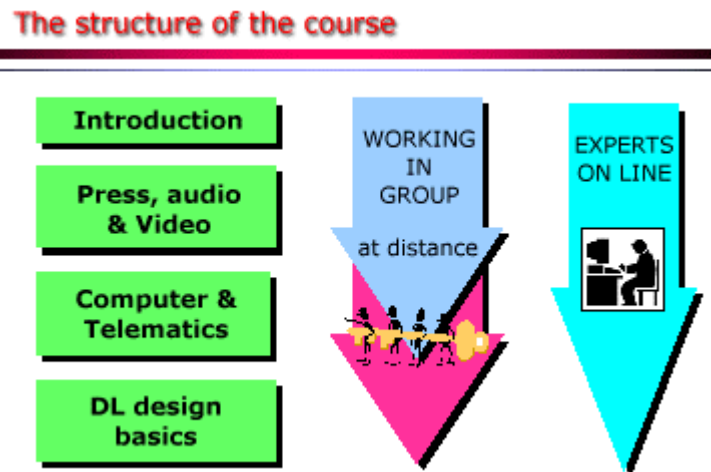 The structure of the course
Introduction
Press, audio
& Video
Computer &
Telematics
DL design
basics
WORKING
IN
GROUP
at distance
EXPERTS
ON LINE